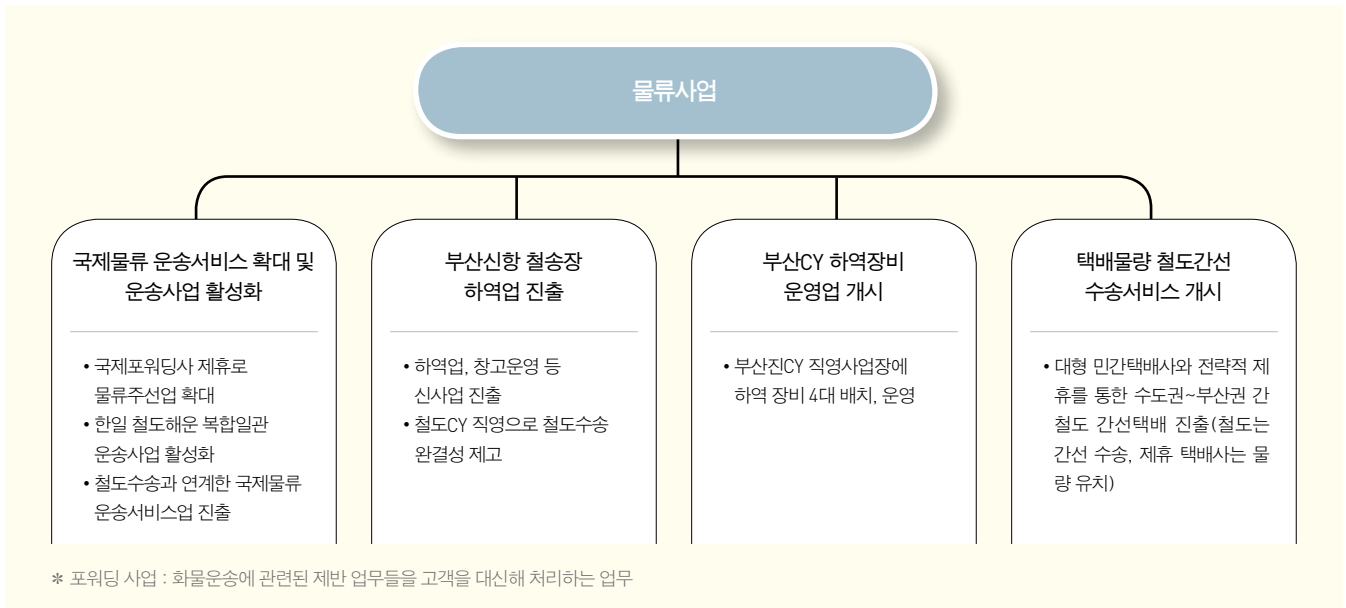 물류사업
국제물류 운송서비스 확대 및
운송사업 활성화
• 국제포워딩사 제휴로
물류주선업 확대
• 한일 철도해운 복합일관
운송사업 활성화
• 철도수송과 연계한 국제물류
운송서비스업 진출
부산신항 철송장
하역업 진출
• 하역업, 창고운영 등
신사업 진출
• 철도CY 직영으로 철도수송
완결성 제고
부산CY 하역장비
운영업 개시
• 부산진CY 직영사업장에
하역 장비 4대 배치, 운영
택배물량 철도간선
수송서비스 개시
• 대형 민간택배사와 전략적 제
휴를 통한 수도권~부산권 간
철도 간선택배 진출(철도는
간선 수송, 제휴 택배사는 물
량 유치)
* 포워딩 사업 : 화물운송에 관련된 제반 업무들을 고객을 대신해 처리하는 업무